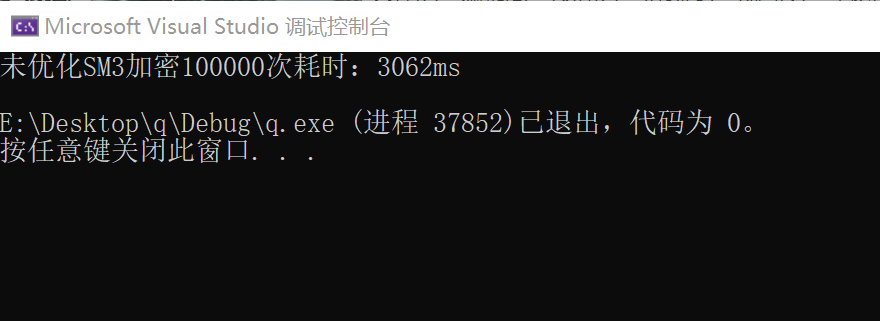 Microsoft Visual Studio 调试控制台
未优化SM3加密100000次耗时：3062ms
E:\Desktop\q\Debug\q.exe (进程 37852)已退出，代码为 0。
按任意键关闭此窗口. . .